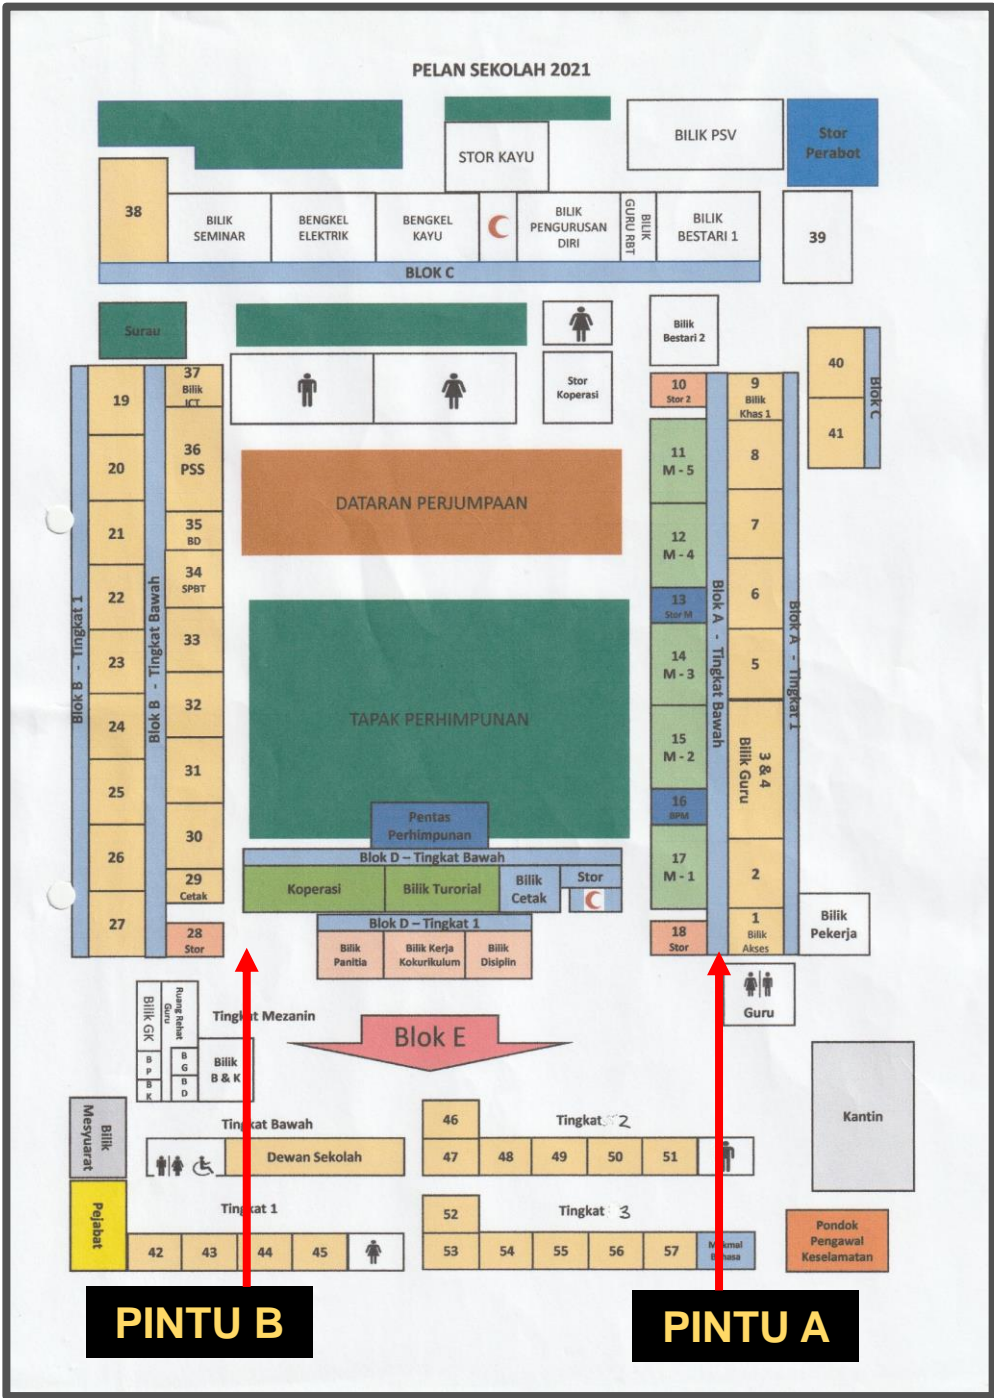 PELAN SEKOLAH 2021
STOR KAYU
BILIK PSV
Stor
Perabot
38
BILIK
SEMINAR
BENGKEL
ELEKTRIK
BENGKEL
KAYU
BILIK
PENGURUSAN
DIRI
BILIK
GURU RBT
BILIK
BESTARI 1
39
BLOK C
Surau
Bilik
Bestari 2
Stor
Koperasi
40
41
Blok C
19
20
21
22
23
24
25
26
27
Blok B - Tingkat 1
Blok B - Tingkat Bawah
37
Bilik
ICT
36
PSS
35
BD
34
SPBT
33
32
31
30
29
Cetak
28
Stor
DATARAN PERJUMPAAN
TAPAK PERHIMPUNAN
Pentas
Perhimpunan
Blok D – Tingkat Bawah
Koperasi
Bilik Turorial
Bilik
Cetak
Stor
Blok D – Tingkat 1
Bilik
Panitia
Bilik Kerja
Kokurikulum
Bilik
Disiplin
10
Stor 2
11
M - 5
12
M - 4
13
Stor M
14
M - 3
15
M - 2
16
BPM
17
M - 1
18
Stor
Blok A - Tingkat Bawah
9
Bilik
Khas 1
8
7
6
5
3 & 4
Bilik Guru
2
1
Bilik
Akses
Blok A - Tingkat 1
Bilik
Pekerja
Guru
Bilik GK
Ruang Rehat
Guru
B
P
B
K
B
G
B
D
Bilik
B & K
Tingkat Mezanin
Blok E
Kantin
Bilik
Mesyuarat
Tingkat Bawah
Dewan Sekolah
46
Tingkat 2
47
48
49
50
51
Pejabat
Tingkat 1
42
43
44
45
52
Tingkat 3
53
54
55
56
57
Makmal
Bahasa
Pondok
Pengawal
Keselamatan
PINTU B
PINTU A